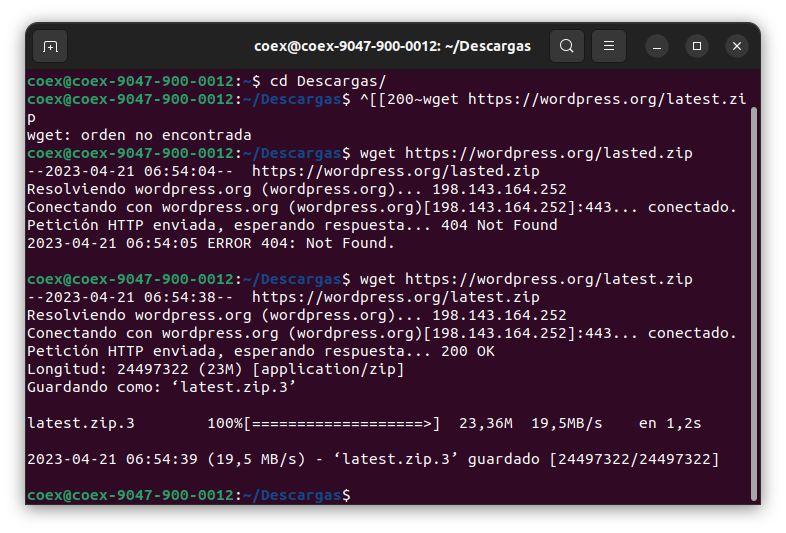 coex@coex-9047-900-0012: ~/Descargas
coex@coex-9047-900-0012:~$ cd Descargas/
coex@coex-9047-900-0012:~/Descargas$ ^[[200~wget https://wordpress.org/latest.zi
p
wget: orden no encontrada
coex@coex-9047-900-0012:~/Descargas$ wget https://wordpress.org/lasted.zip
--2023-04-21 06:54:04--  https://wordpress.org/lasted.zip
Resolviendo wordpress.org (wordpress.org)... 198.143.164.252
Conectando con wordpress.org (wordpress.org)[198.143.164.252]:443... conectado.
Petición HTTP enviada, esperando respuesta... 404 Not Found
2023-04-21 06:54:05 ERROR 404: Not Found.
coex@coex-9047-900-0012:~/Descargas$ wget https://wordpress.org/latest.zip
--2023-04-21 06:54:38--  https://wordpress.org/latest.zip
Resolviendo wordpress.org (wordpress.org)... 198.143.164.252
Conectando con wordpress.org (wordpress.org)[198.143.164.252]:443... conectado.
Petición HTTP enviada, esperando respuesta... 200 OK
Longitud: 24497322 (23M) [application/zip]
Guardando como: ‘latest.zip.3’
latest.zip.3        100%[===================>]  23,36M  19,5MB/s    en 1,2s
2023-04-21 06:54:39 (19,5 MB/s) - ‘latest.zip.3’ guardado [24497322/24497322]
coex@coex-9047-900-0012:~/Descargas$